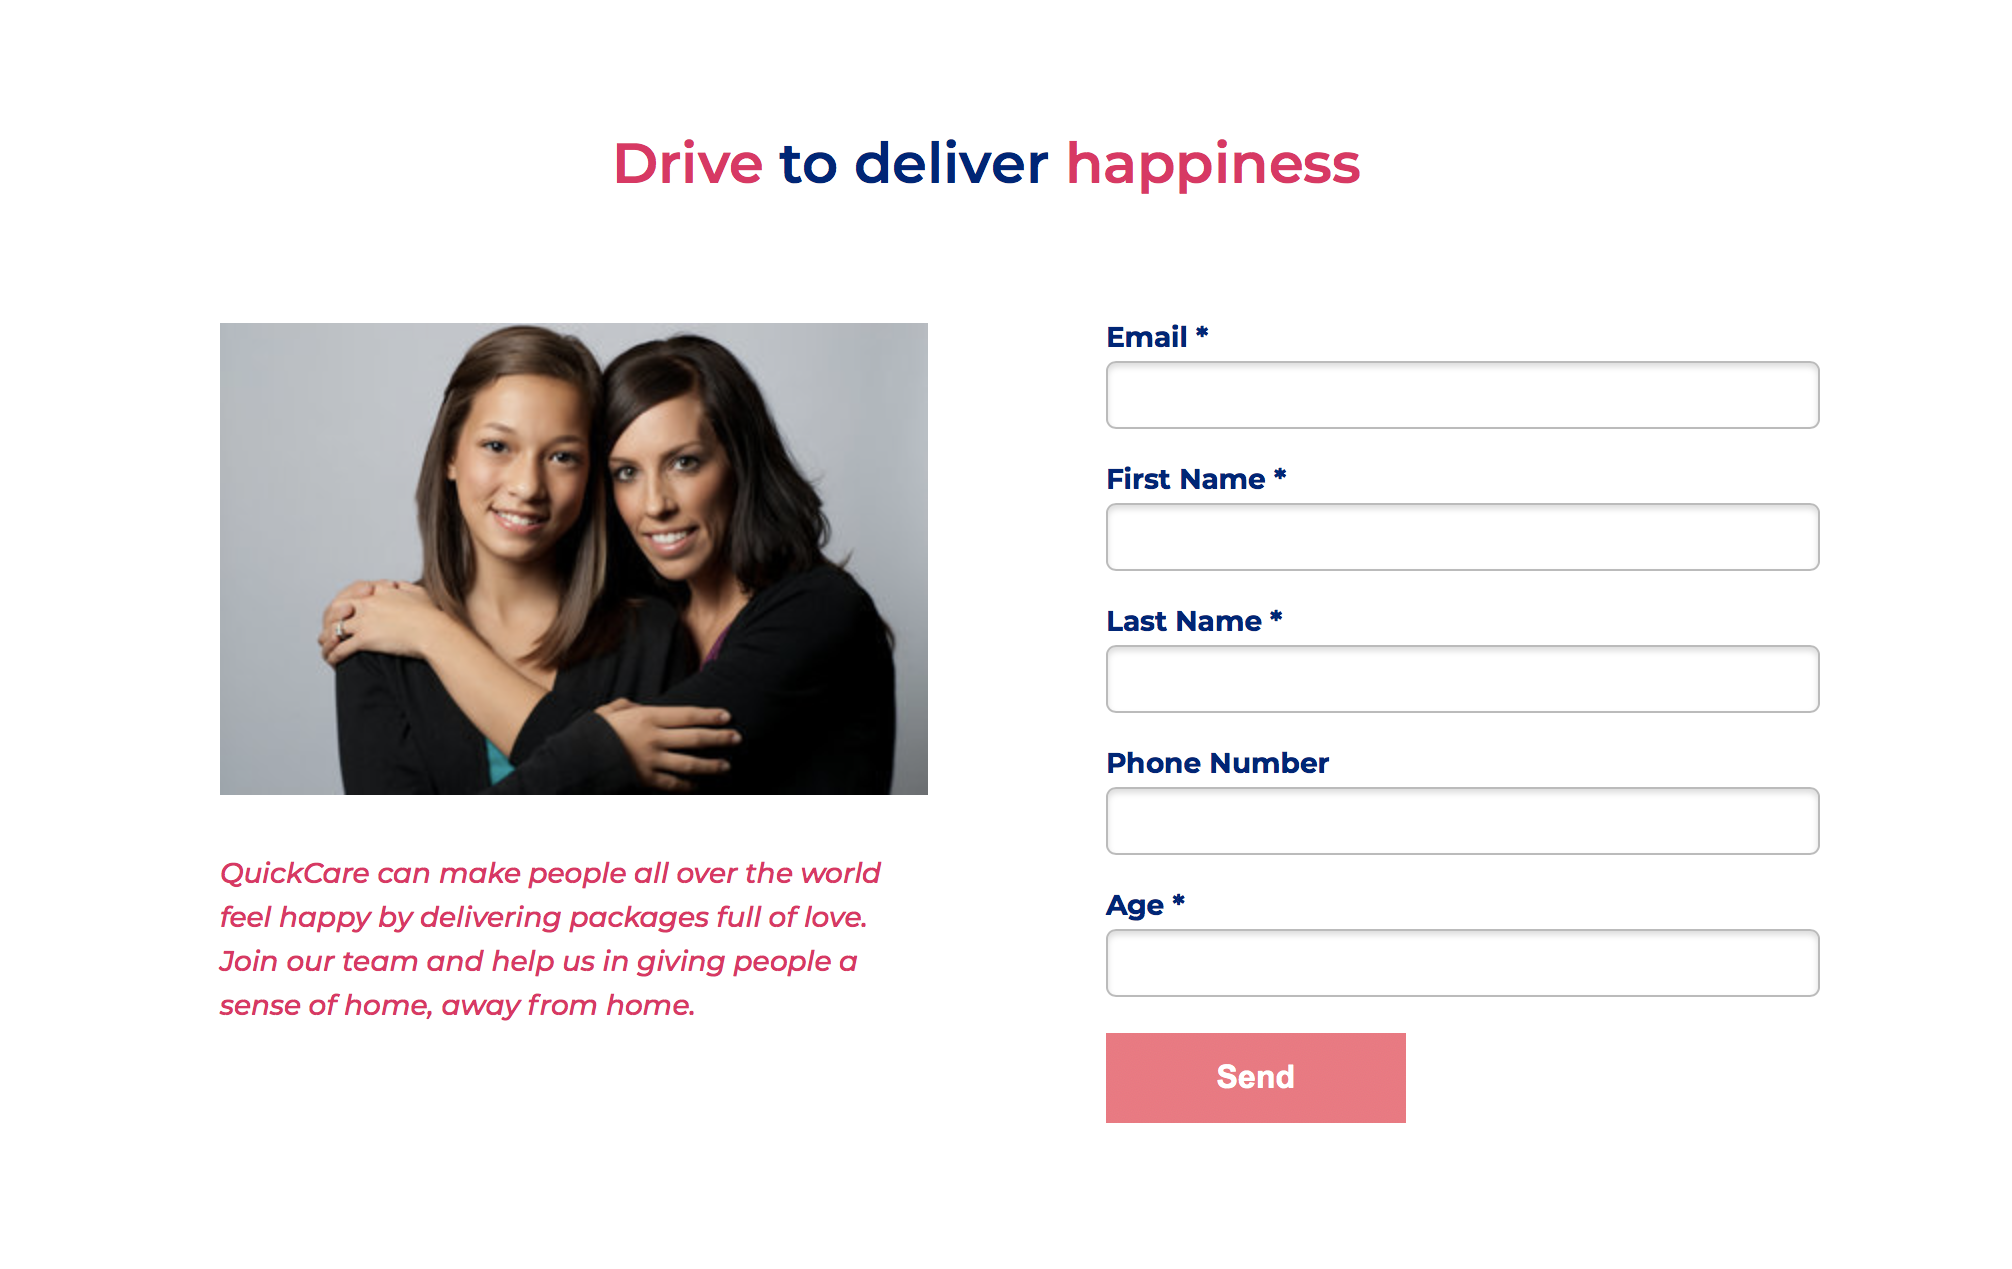 Drive to deliver happiness
QuickCare can make people all over the world
feel happy by delivering packages full of love.
Join our team and help us in giving people a
sense of home, away from home.
Email *
First Name *
Last Name *
Phone Number
Age *
Send